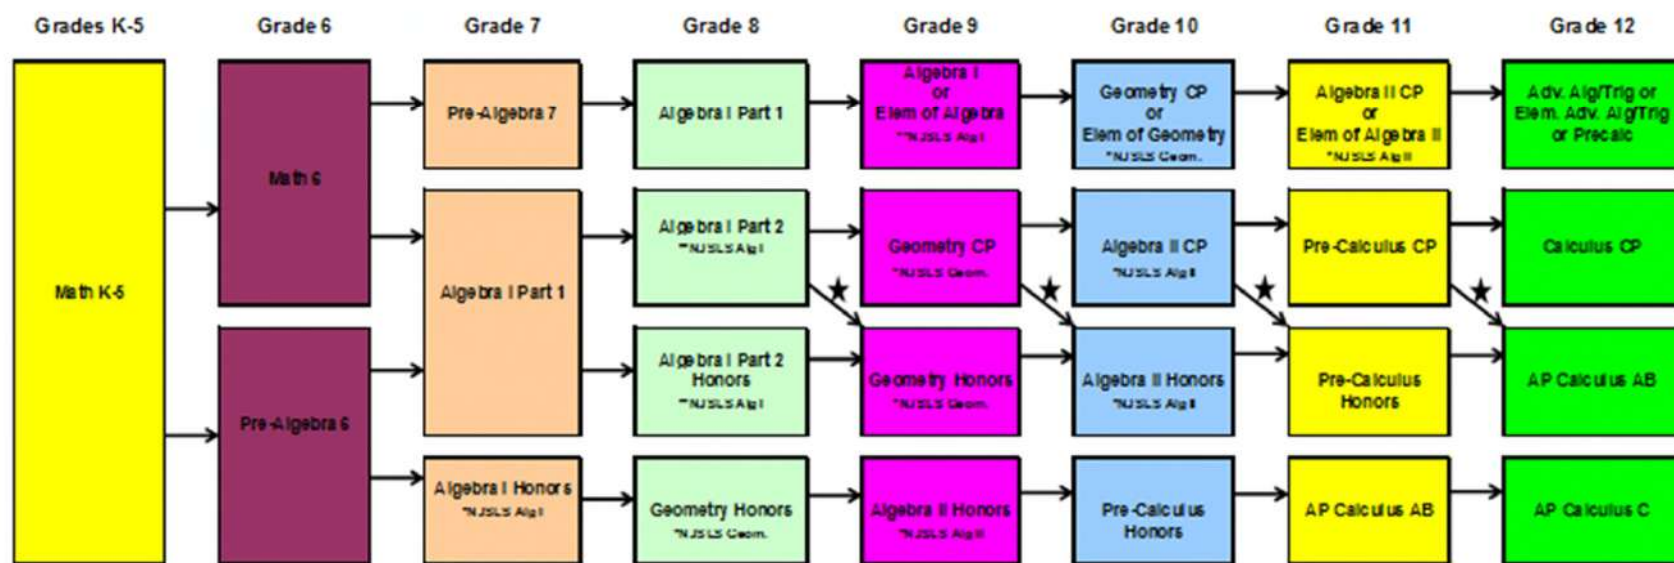 Grades K-5
Grade 6
Grade 7
Grade 8
Grade 9
Grade 10
Grade 11
Grade 12
Math K-5
Math 6
Pre-Algebra 6
Pre-Algebra 7
Algebra I Part 1
Algebra I Honors
*NJSLS Alg I
Algebra I Part 1
Algebra I Part 2
**NJSLS Alg I
Algebra I Part 2
Honors
**NJSLS Alg I
Geometry Honors
*NJSLS Geom.
Algebra I
or
Elem of Algebra
**NJSLS Alg I
Geometry CP
*NJSLS Geom.
Geometry Honors
*NJSLS Geom.
Algebra II Honors
*NJSLS Alg II
Geometry CP
or
Elem of Geometry
*NJSLS Geom.
Algebra II CP
*NJSLS Alg II
Algebra II Honors
*NJSLS Alg II
Pre-Calculus
Honors
Algebra II CP
or
Elem of Algebra II
*NJSLS Alg II
Pre-Calculus CP
Pre-Calculus
Honors
AP Calculus AB
Adv. Alg/Trig or
Elem. Adv. Alg/Trig
or Precalc
Calculus CP
AP Calculus AB
AP Calculus C